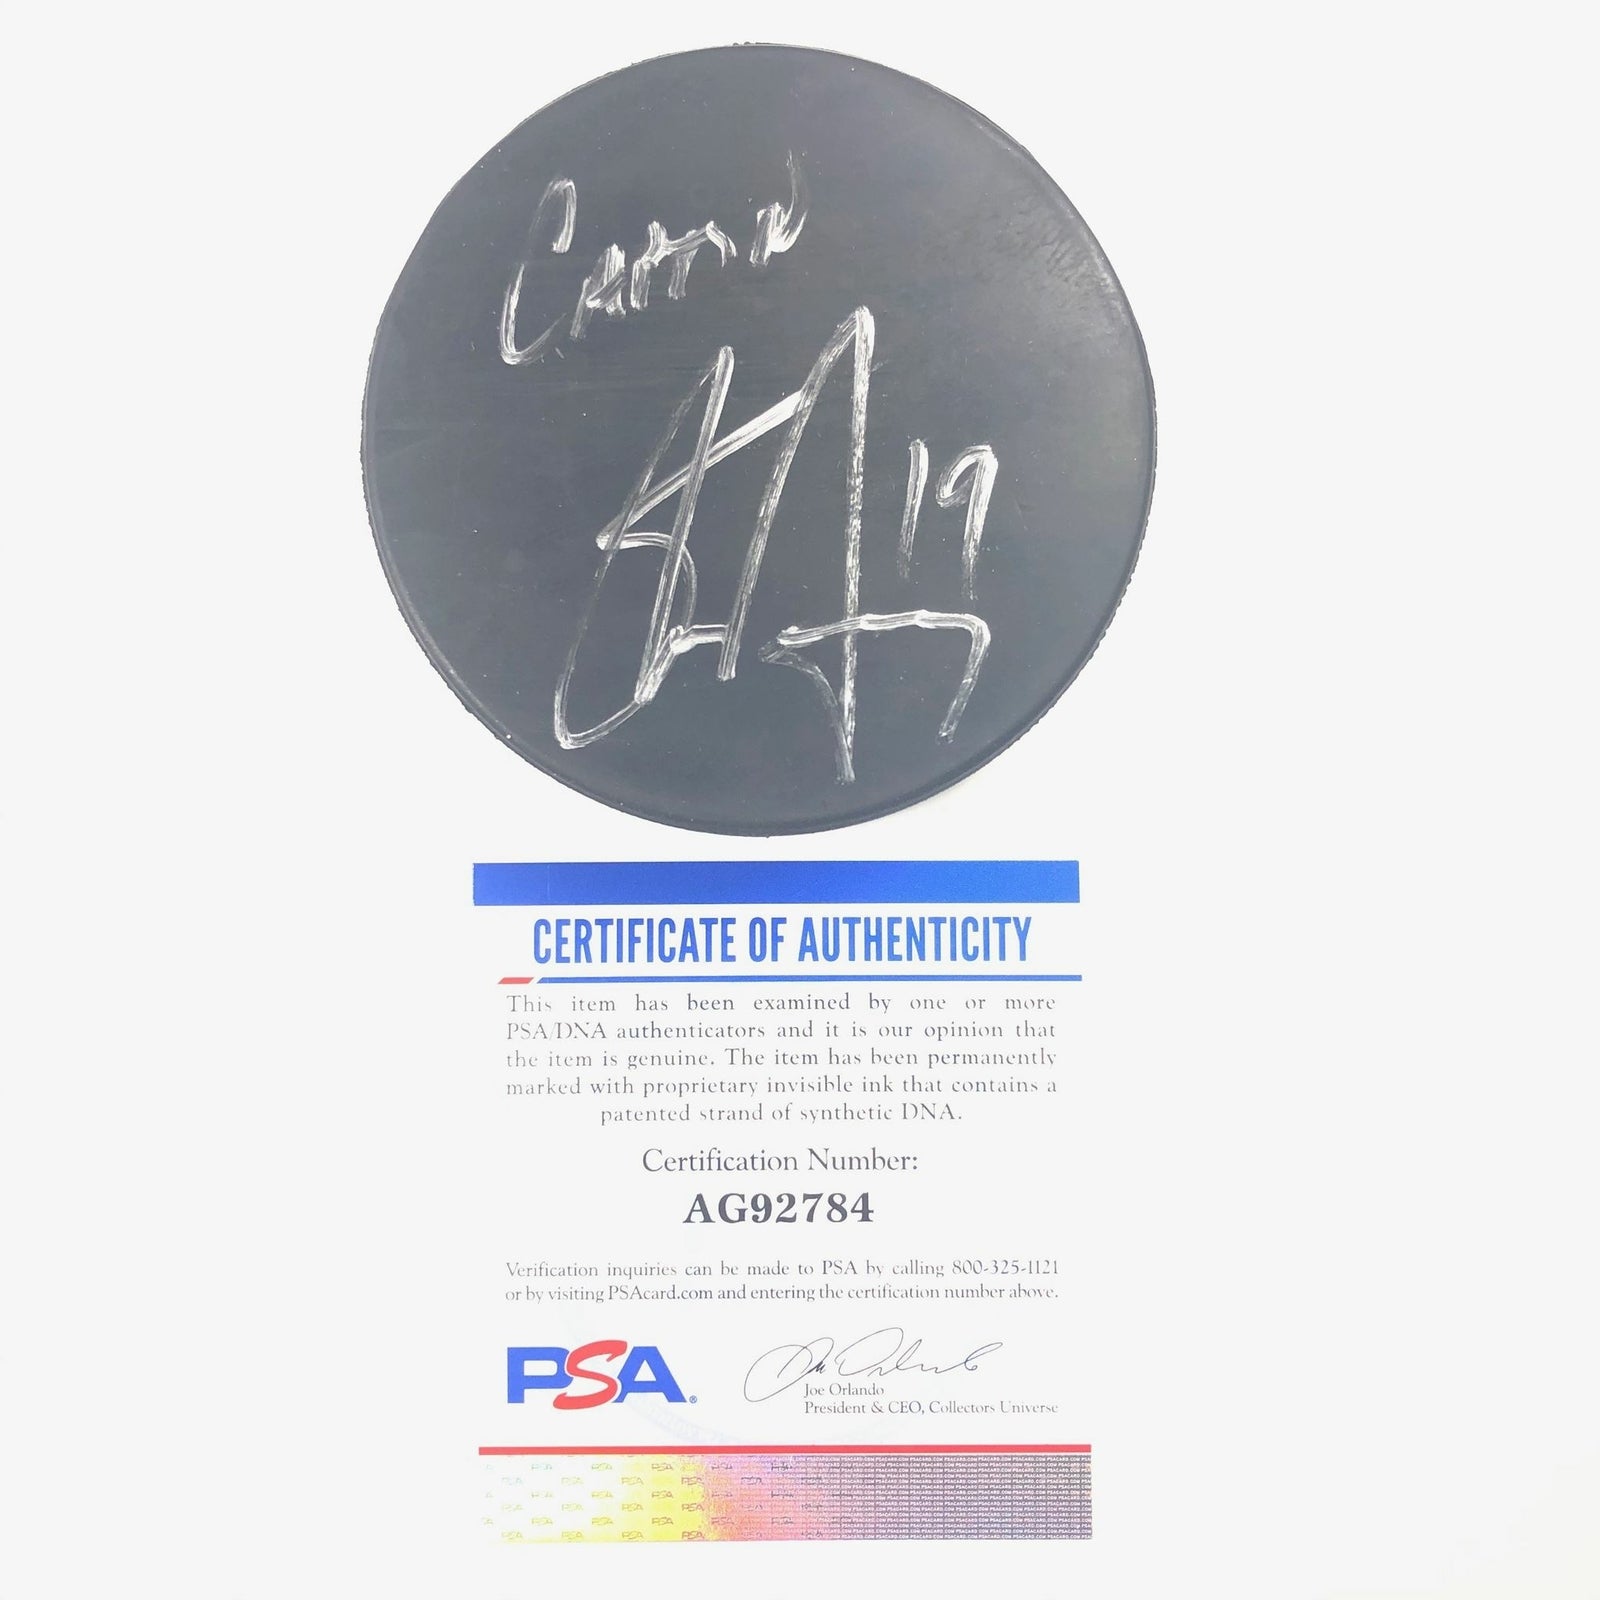 19
CERTIFICATE OF AUTHENTICITY
This item has been examined by one or more
PSA/DNA authenticators and it is our opinion that
the item is genuine. The item has been permanently
marked with proprietary invisible ink that contains a
patented strand of synthetic DNA.
Certification Number:
AG92784
Verification inquiries can be made to PSA by calling 800-325-1121
or by visiting PSAcard.com and entering the certification number above.
PSA®
Joe Orlando
President & CEO, Collectors Universe